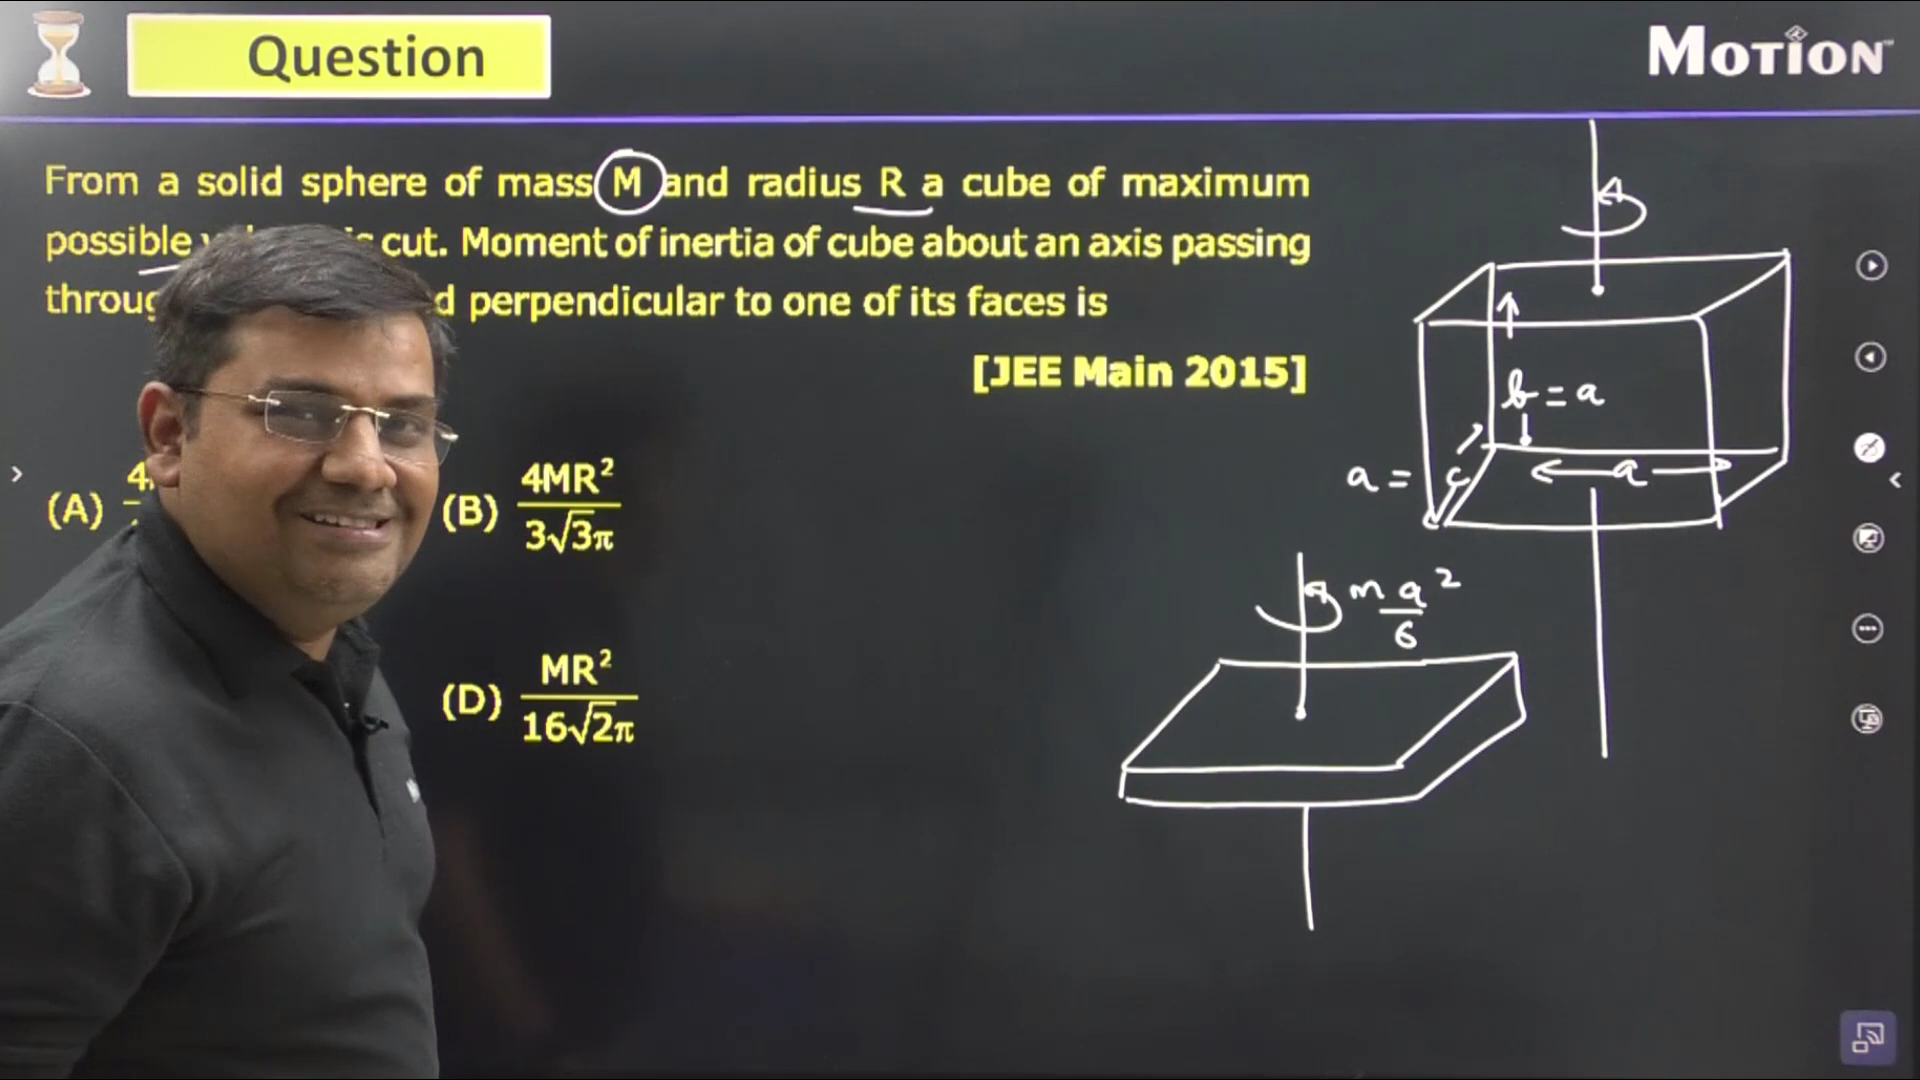 Question
MOTION
From a solid sphere of mass M and radius R a cube of maximum
possible is cut. Moment of inertia of cube about an axis passing
perpendicular to one of its faces is
[JEE Main 2015]
(A) 4
(B) 4MR²/3√3π
(D) MR²/16√2π
b = a
a = c
a
ma²/6